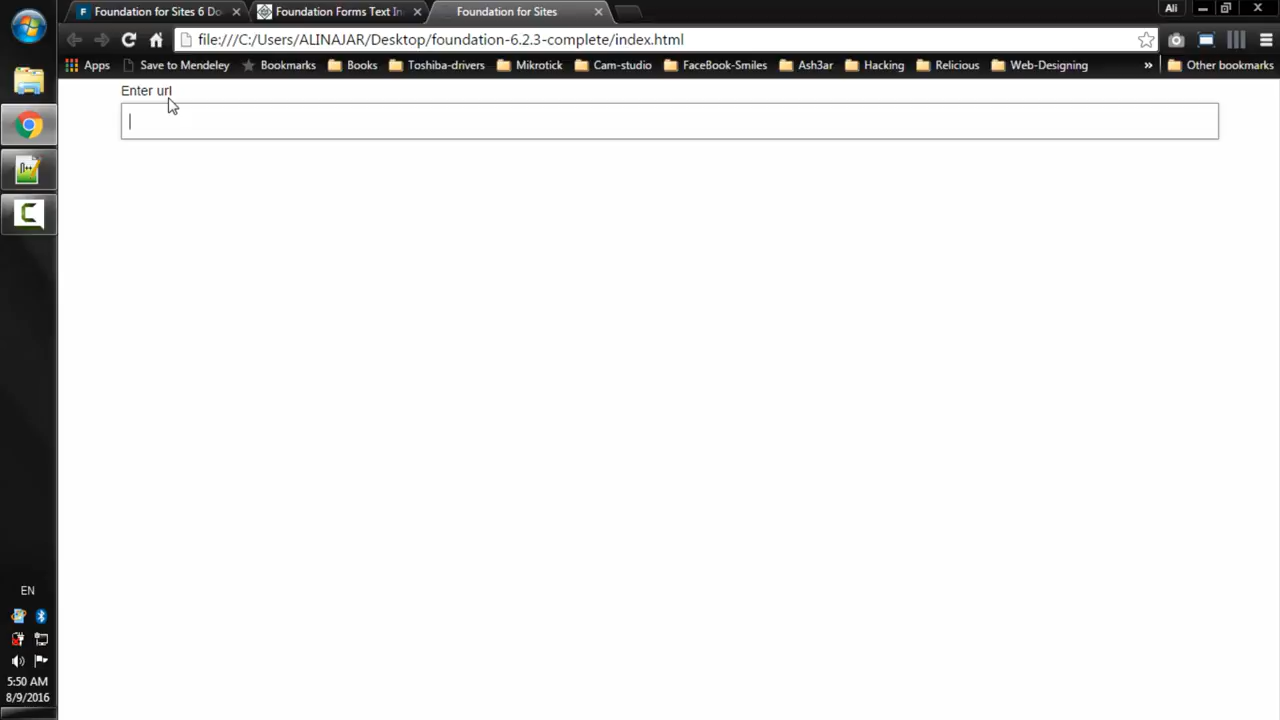 Foundation for Sites 6 Do
Foundation Forms Text In
Foundation for Sites
Ali
file:///C:/Users/ALINAJAR/Desktop/foundation-6.2.3-complete/index.html
Apps Save to Mendeley Bookmarks Books Toshiba-drivers Mikrotick Cam-studio FaceBook-Smiles Ash3ar Hacking Relicious Web-Designing » Other bookmarks
Enter url
EN
5:50 AM
8/9/2016